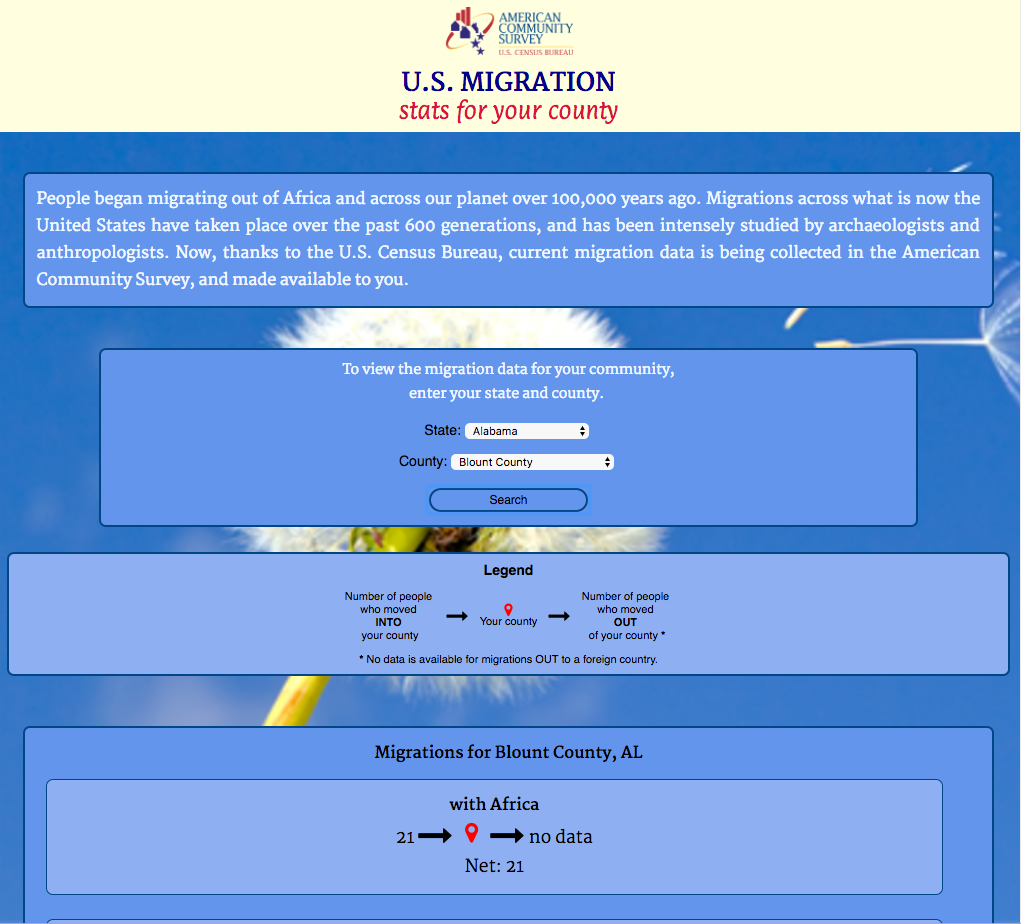 AMERICAN
COMMUNITY
SURVEY
U.S. CENSUS BUREAU
U.S. MIGRATION
stats for your county
People began migrating out of Africa and across our planet over 100,000 years ago. Migrations across what is now the
United States have taken place over the past 600 generations, and has been intensely studied by archaeologists and
anthropologists. Now, thanks to the U.S. Census Bureau, current migration data is being collected in the American
Community Survey, and made available to you.
To view the migration data for your community,
enter your state and county.
State: Alabama
County: Blount County
Search
Legend
Number of people
who moved
INTO
your county
Your county
Number of people
who moved
OUT
of your county *
* No data is available for migrations OUT to a foreign country.
Migrations for Blount County, AL
with Africa
21 no data
Net: 21